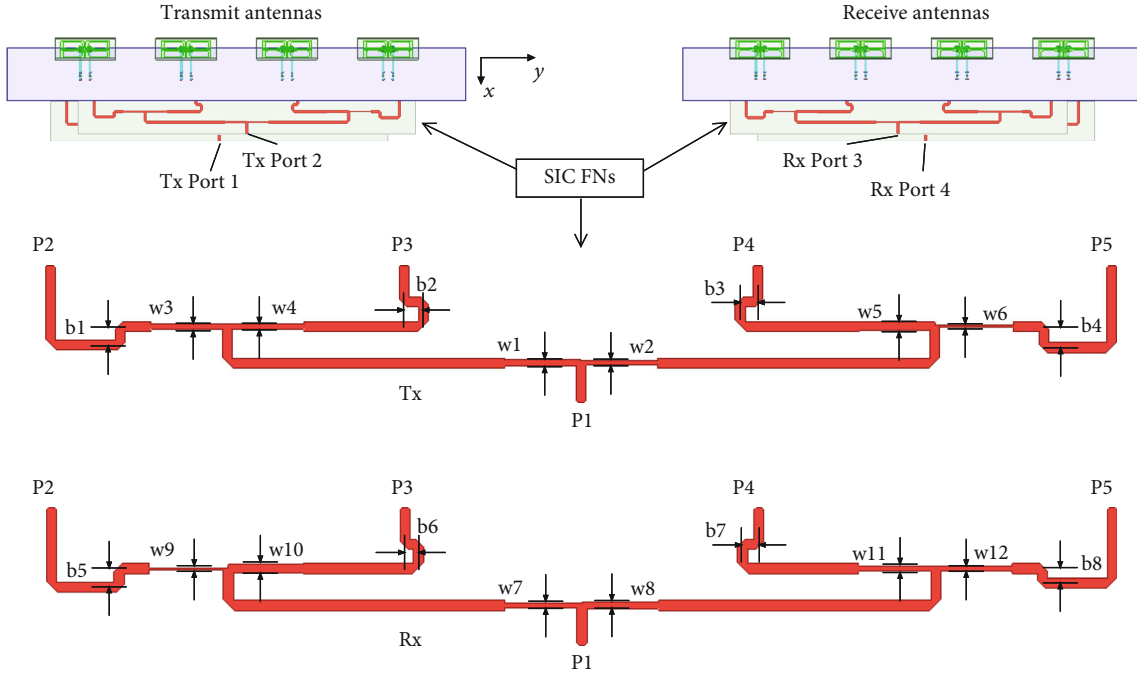 Transmit antennas
Receive antennas
y
x
Tx Port 2
Tx Port 1
Rx Port 3
Rx Port 4
SIC FNs
P2
P3
P4
P5
b2
b3
w3
w4
w5
w6
b1
b4
w1
w2
Tx
P1
P2
P3
P4
P5
b6
b7
w9
w10
w11
w12
b5
b8
w7
w8
Rx
P1